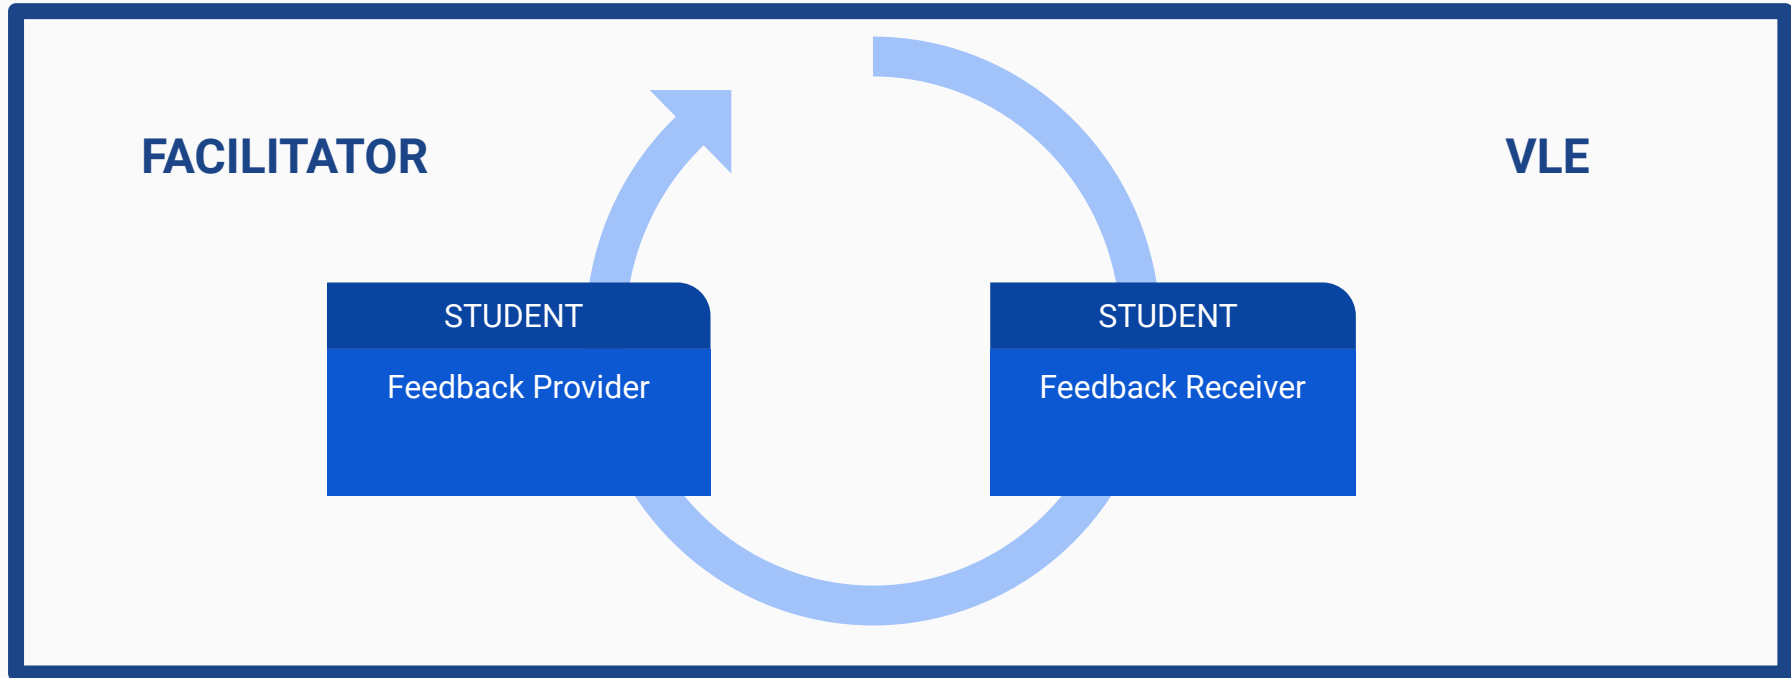 FACILITATOR
VLE
STUDENT
Feedback Provider
STUDENT
Feedback Receiver